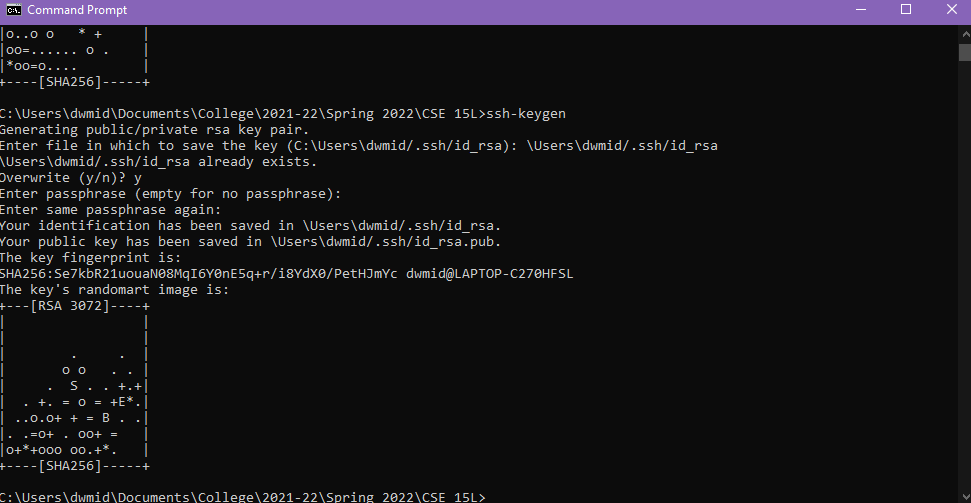 Command Prompt
|o..o o   * +     |
|oo=...... o .    |
|*oo=o....        |
+----[SHA256]-----+
C:\Users\dwmid\Documents\College\2021-22\Spring 2022\CSE 15L>ssh-keygen
Generating public/private rsa key pair.
Enter file in which to save the key (C:\Users\dwmid/.ssh/id_rsa): \Users\dwmid/.ssh/id_rsa
\Users\dwmid/.ssh/id_rsa already exists.
Overwrite (y/n)? y
Enter passphrase (empty for no passphrase):
Enter same passphrase again:
Your identification has been saved in \Users\dwmid/.ssh/id_rsa.
Your public key has been saved in \Users\dwmid/.ssh/id_rsa.pub.
The key fingerprint is:
SHA256:Se7kbR21uouaN08MqI6Y0nE5q+r/i8YdX0/PetHJmYc dwmid@LAPTOP-C270HFSL
The key's randomart image is:
+---[RSA 3072]----+
|                 |
|                 |
|        .     .  |
|       o o   . . |
|     .  S . . +.+|
|  . +. = o = +E*.|
| ..o.o+ + = B . .|
|. .=o+ . oo+ =   |
|o+*+ooo oo.+*.   |
+----[SHA256]-----+
C:\Users\dwmid\Documents\College\2021-22\Spring 2022\CSE 15L>